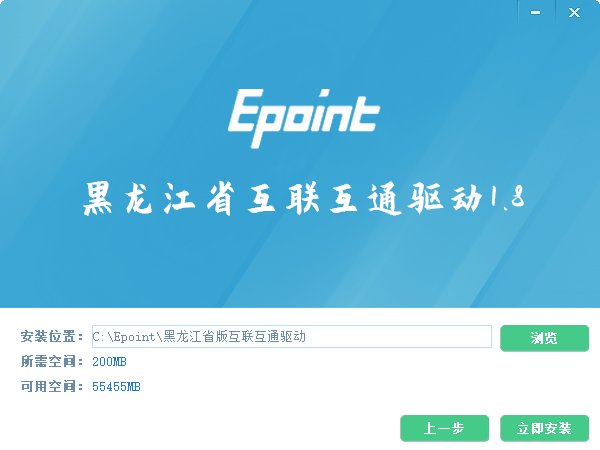 Epoint
黑龙江省互联互通驱动1.8
安装位置： C:\Epoint\黑龙江省版互联互通驱动 浏览
所需空间： 200MB
可用空间： 55455MB
上一步 立即安装